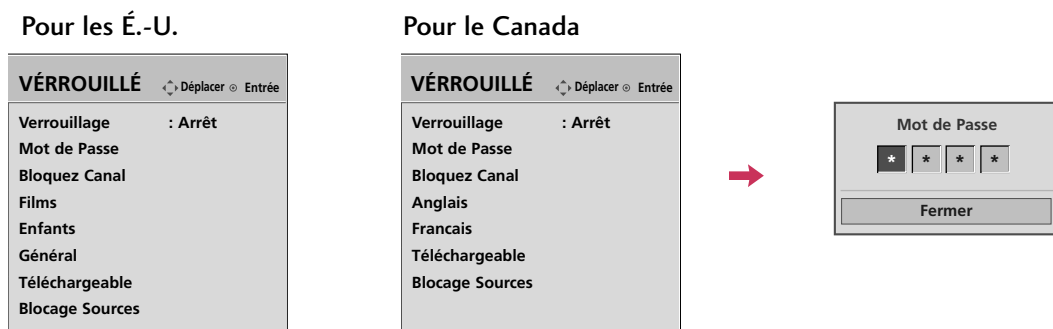 Pour les É.-U.
VÉRROUILLÉ Déplacer Entrée
Verrouillage : Arrêt
Mot de Passe
Bloquez Canal
Films
Enfants
Général
Téléchargeable
Blocage Sources
Pour le Canada
VÉRROUILLÉ Déplacer Entrée
Verrouillage : Arrêt
Mot de Passe
Bloquez Canal
Anglais
Francais
Téléchargeable
Blocage Sources
Mot de Passe
* * * *
Fermer